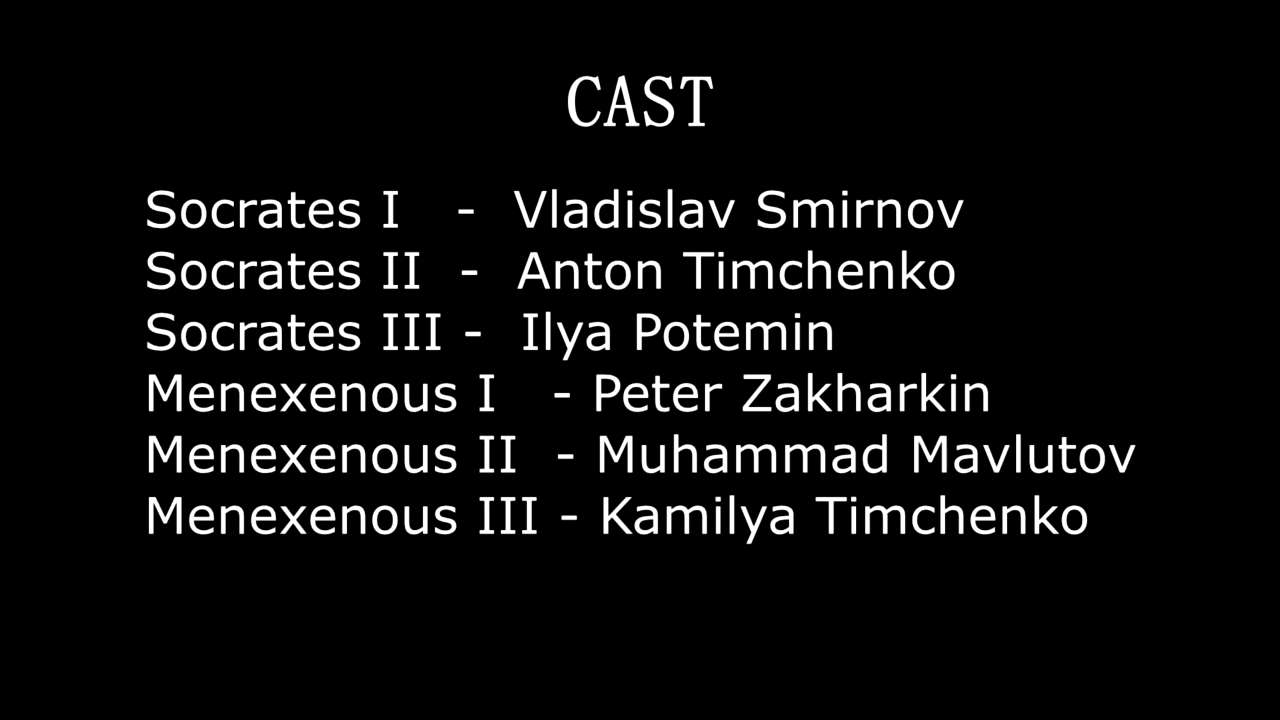 CAST
Socrates I - Vladislav Smirnov
Socrates II - Anton Timchenko
Socrates III - Ilya Potemin
Menexenous I - Peter Zakharkin
Menexenous II - Muhammad Mavlutov
Menexenous III - Kamilya Timchenko